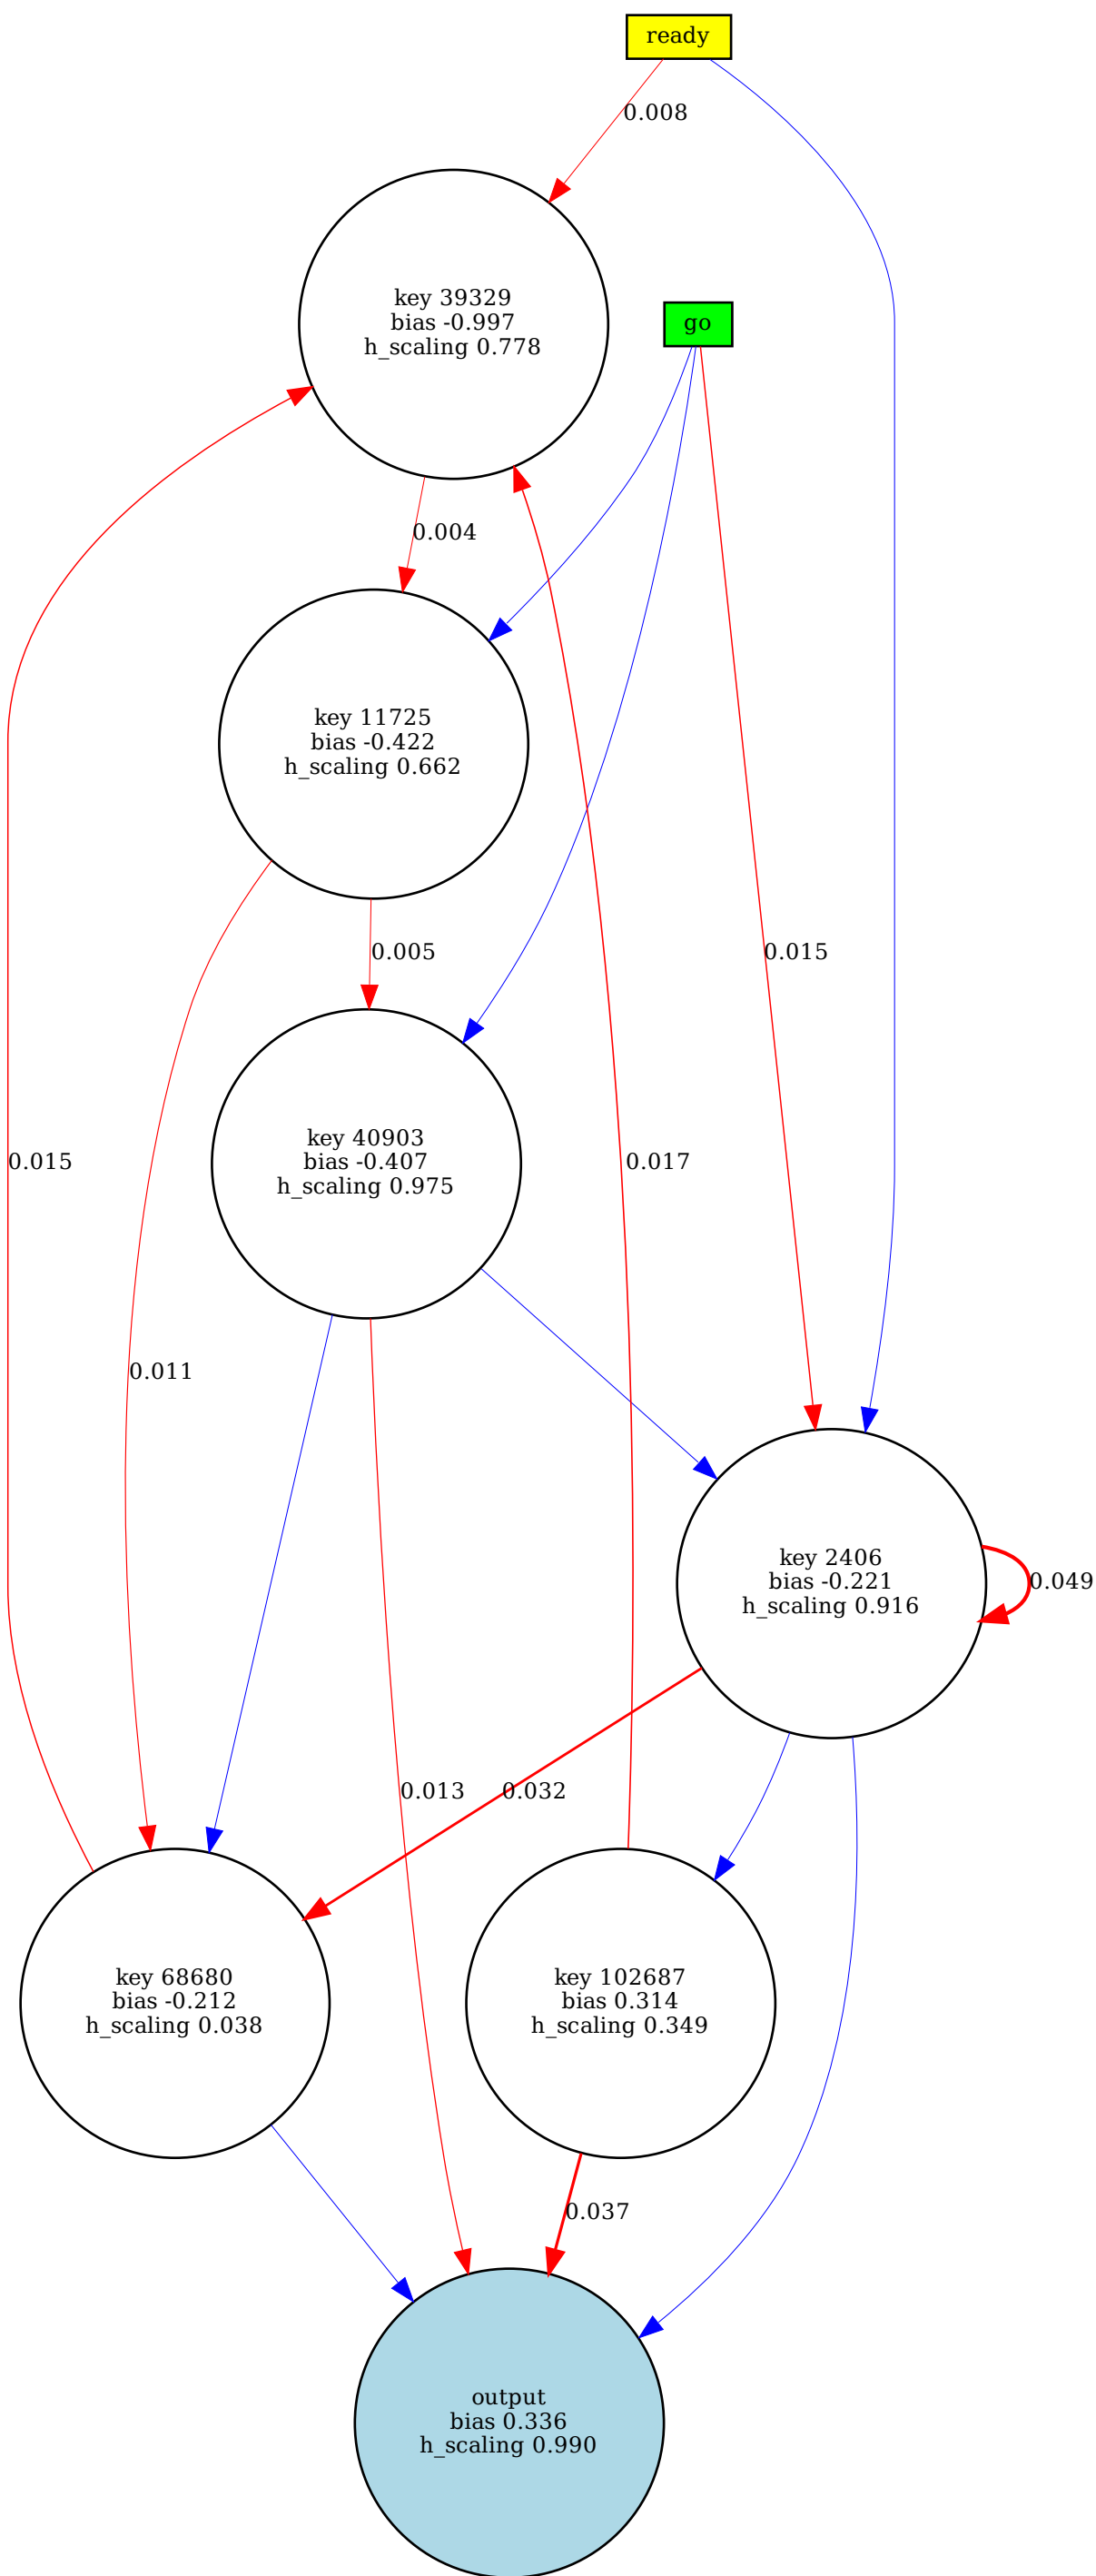 ready
0.008
key 39329
bias -0.997
h_scaling 0.778
go
0.004
key 11725
bias -0.422
h_scaling 0.662
0.005
0.015
key 40903
bias -0.407
h_scaling 0.975
0.015
0.017
0.011
key 2406
bias -0.221
h_scaling 0.916
0.049
0.013
0.032
key 68680
bias -0.212
h_scaling 0.038
key 102687
bias 0.314
h_scaling 0.349
0.037
output
bias 0.336
h_scaling 0.990